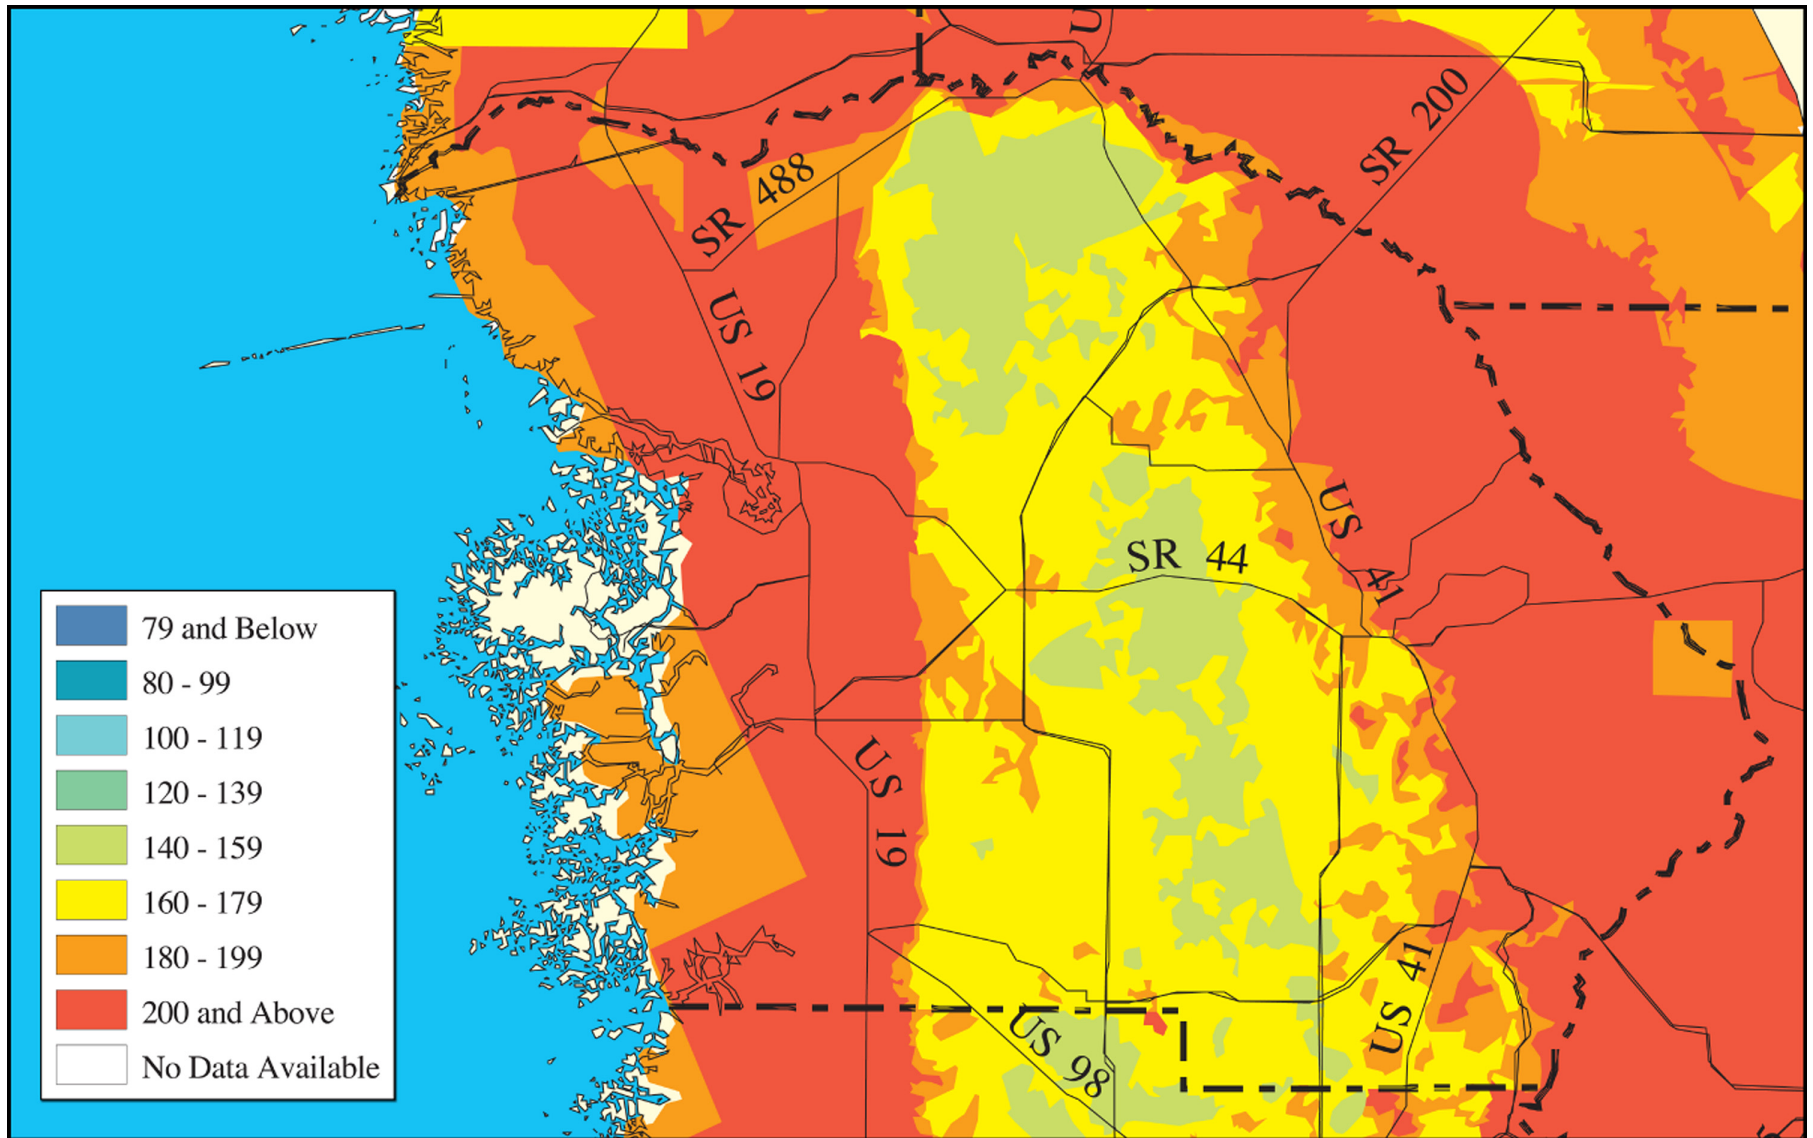 U
SR 200
SR 488
US 19
US 41
SR 44
US 19
US 41
US 98
79 and Below
80 - 99
100 - 119
120 - 139
140 - 159
160 - 179
180 - 199
200 and Above
No Data Available